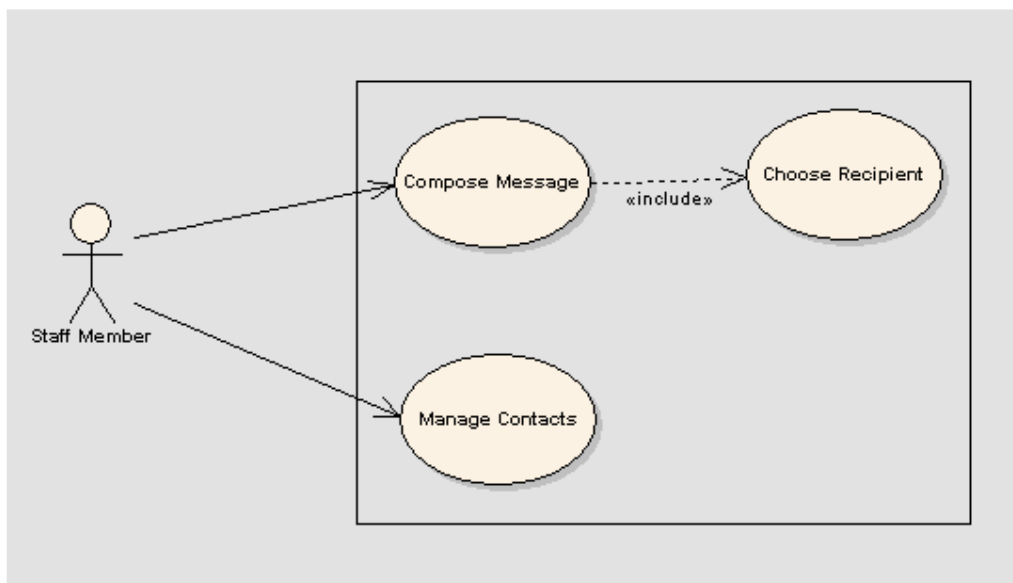 Compose Message
Choose Recipient
«include»
Staff Member
Manage Contacts